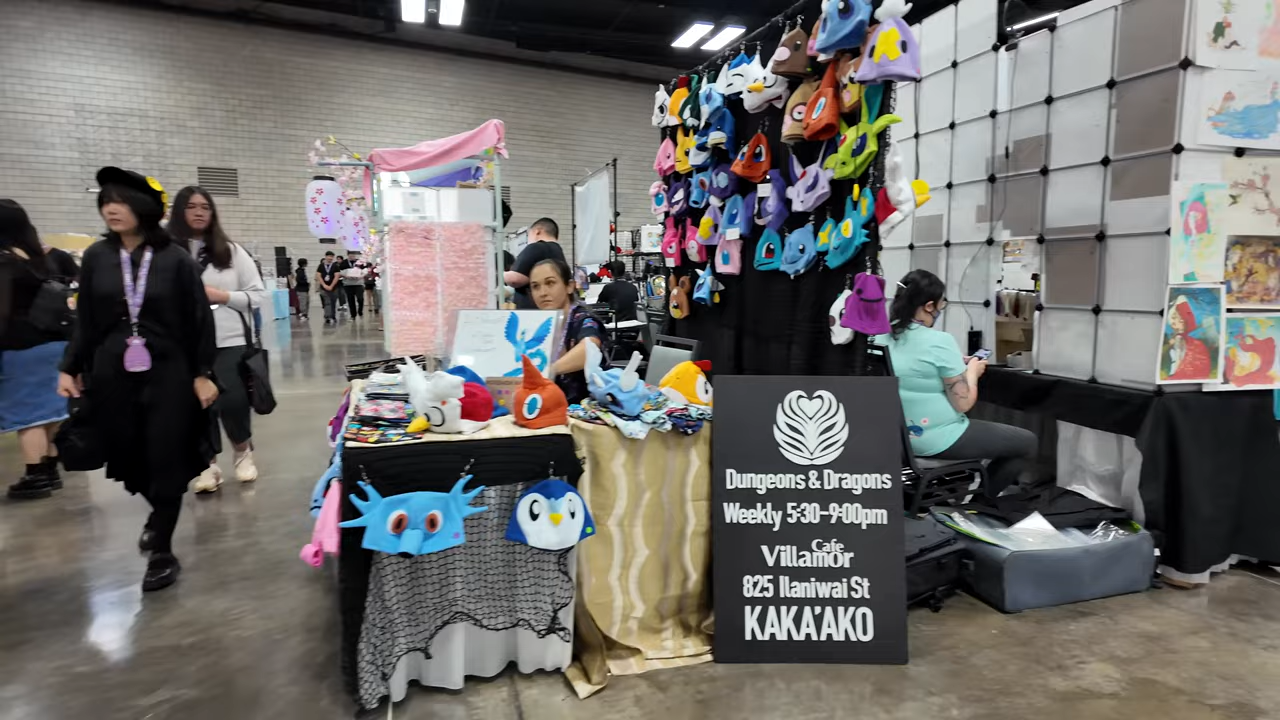 Dungeons & Dragons
Weekly 5:30-9:00pm
Cafe
Villamor
825 Ilaniwai St
KAKA'AKO